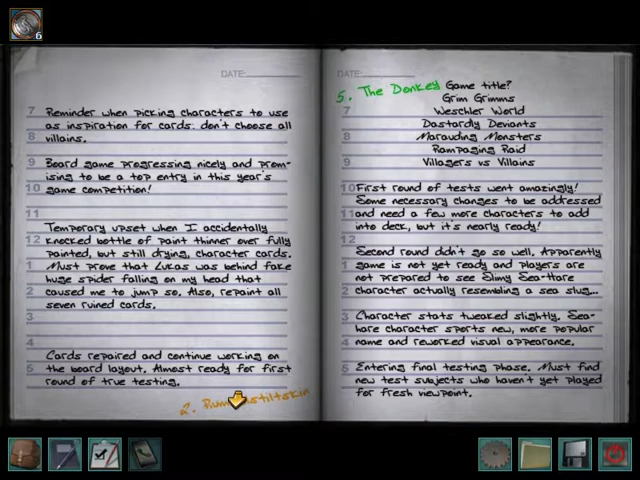 6
DATE:
7 Reminder when picking characters to use
as inspiration for cards. don't choose all
8 villains.
9 Board game progressing nicely and prom-
ising to be a top entry in this year's
10 game competition!
11
Temporary upset when I accidentally
12 knocked bottle of paint thinner over fully
painted, but still drying, character cards.
1 Must prove that Lukas was behind fake
huge spider falling on my head that
2 caused me to jump so. Also, repaint all
seven ruined cards.
3
4
Cards repaired and continue working on
5 the board layout. Almost ready for first
round of true testing.
2. Rumpelstiltskin
DATE:
5. The Donkey Game title?
Grim Grimms
7 Weschler World
Dastardly Deviants
8 Marauding Monsters
Rampaging Raid
9 Villagers vs Villains
10 First round of tests went amazingly!
Some necessary changes to be addressed
11 and need a few more characters to add
into deck, but it's nearly ready!
12
Second round didn't go so well. Apparently
1 game is not yet ready and players are
not prepared to see Slimy Sea-Hare
2 character actually resembling a sea slug...
3 Character stats tweaked slightly. Sea-
hare character sports new, more popular
4 name and reworked visual appearance.
5 Entering final testing phase. Must find
new test subjects who haven't yet played
for fresh viewpoint.